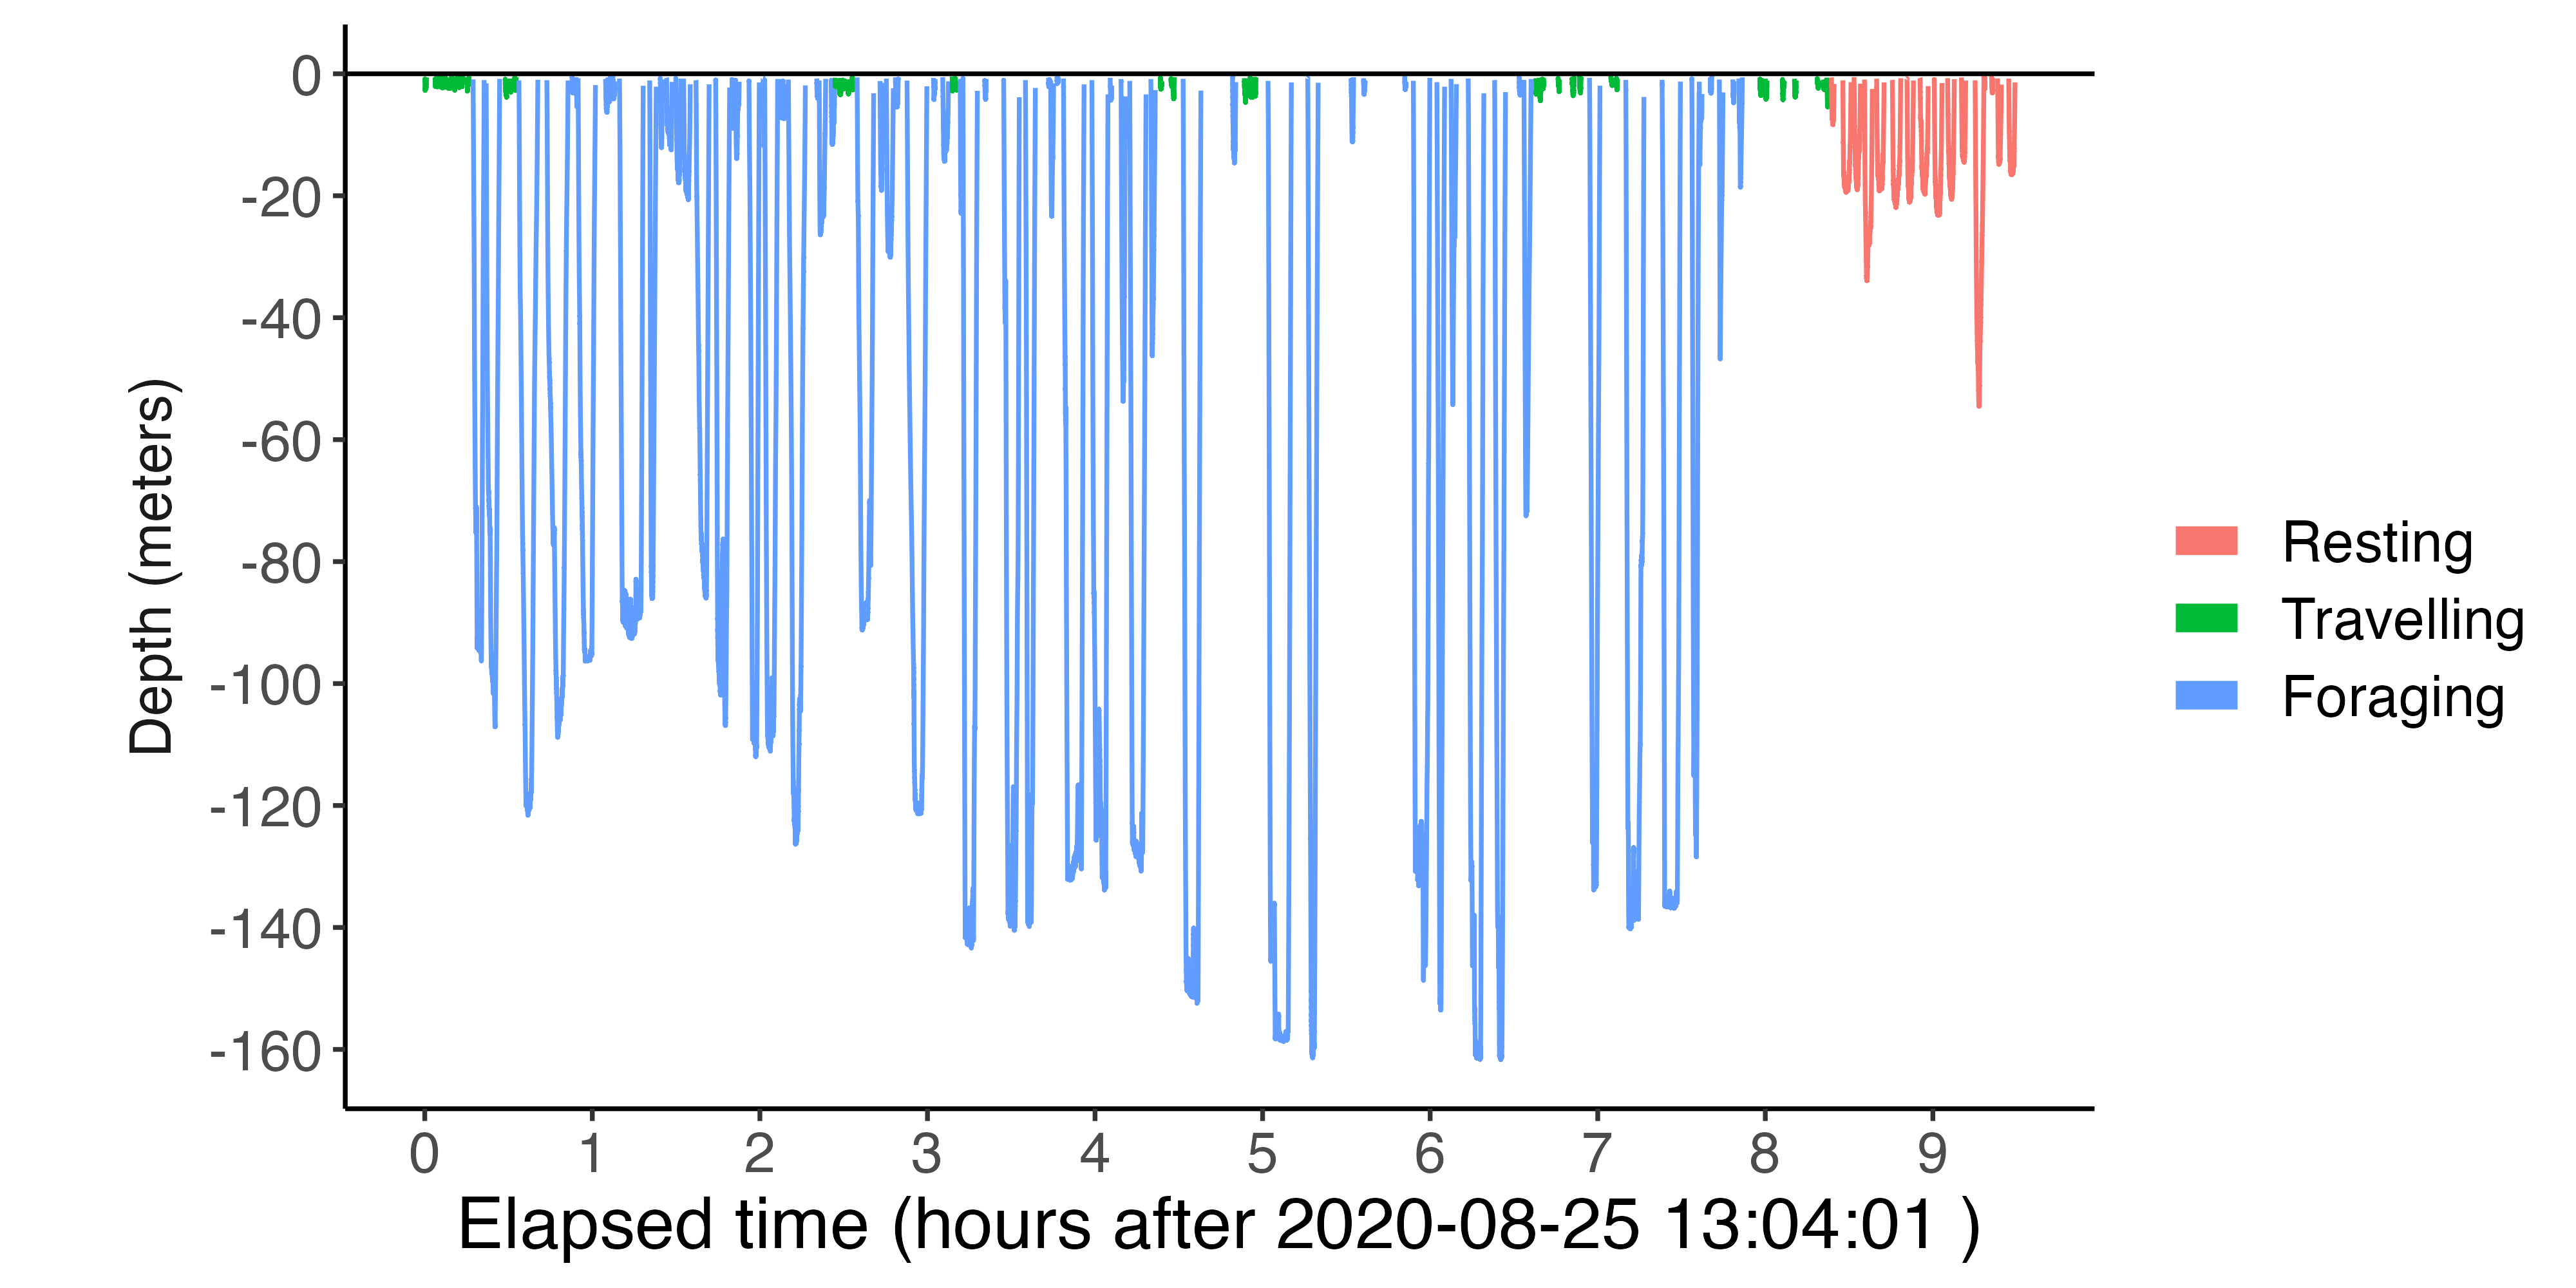 Depth (meters)
0
-20
-40
-60
-80
-100
-120
-140
-160
0 1 2 3 4 5 6 7 8 9
Elapsed time (hours after 2020-08-25 13:04:01 )
Resting
Travelling
Foraging